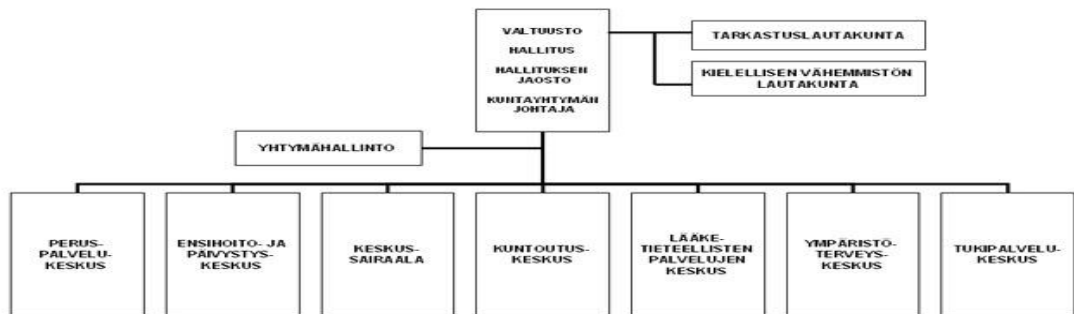 VALTUUSTO
HALLITUS
HALLITUKSEN
JAOSTO
KUNTAYHTYMÄN
JOHTAJA
TARKASTUSLAUTAKUNTA
KIELELLISEN VÄHEMMISTÖN
LAUTAKUNTA
YHTYMÄHALLINTO
PERUS-
PALVELU-
KESKUS
ENSIHOITO- JA
PÄIVYSTYS-
KESKUS
KESKUS-
SAIRAALA
KUNTOUTUS-
KESKUS
LÄÄKE-
TIETEELLISTEN
PALVELUJEN
KESKUS
YMPÄRISTÖ-
TERVEYS-
KESKUS
TUKIPALVELU-
KESKUS